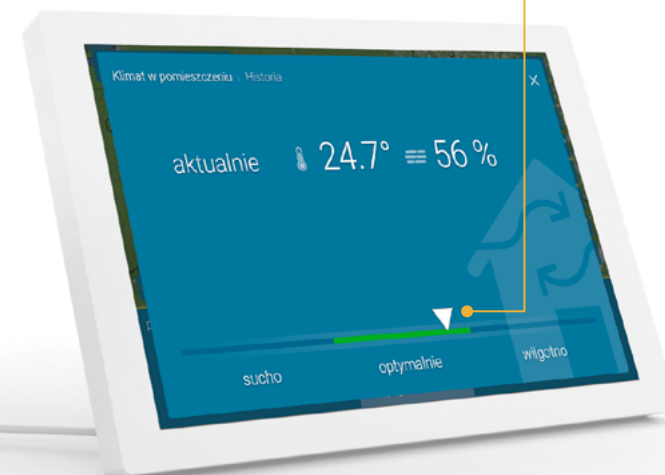 Klimat w pomieszczeniu Historia ×
aktualnie 24.7° 56 %
sucho optymalnie wilgotno